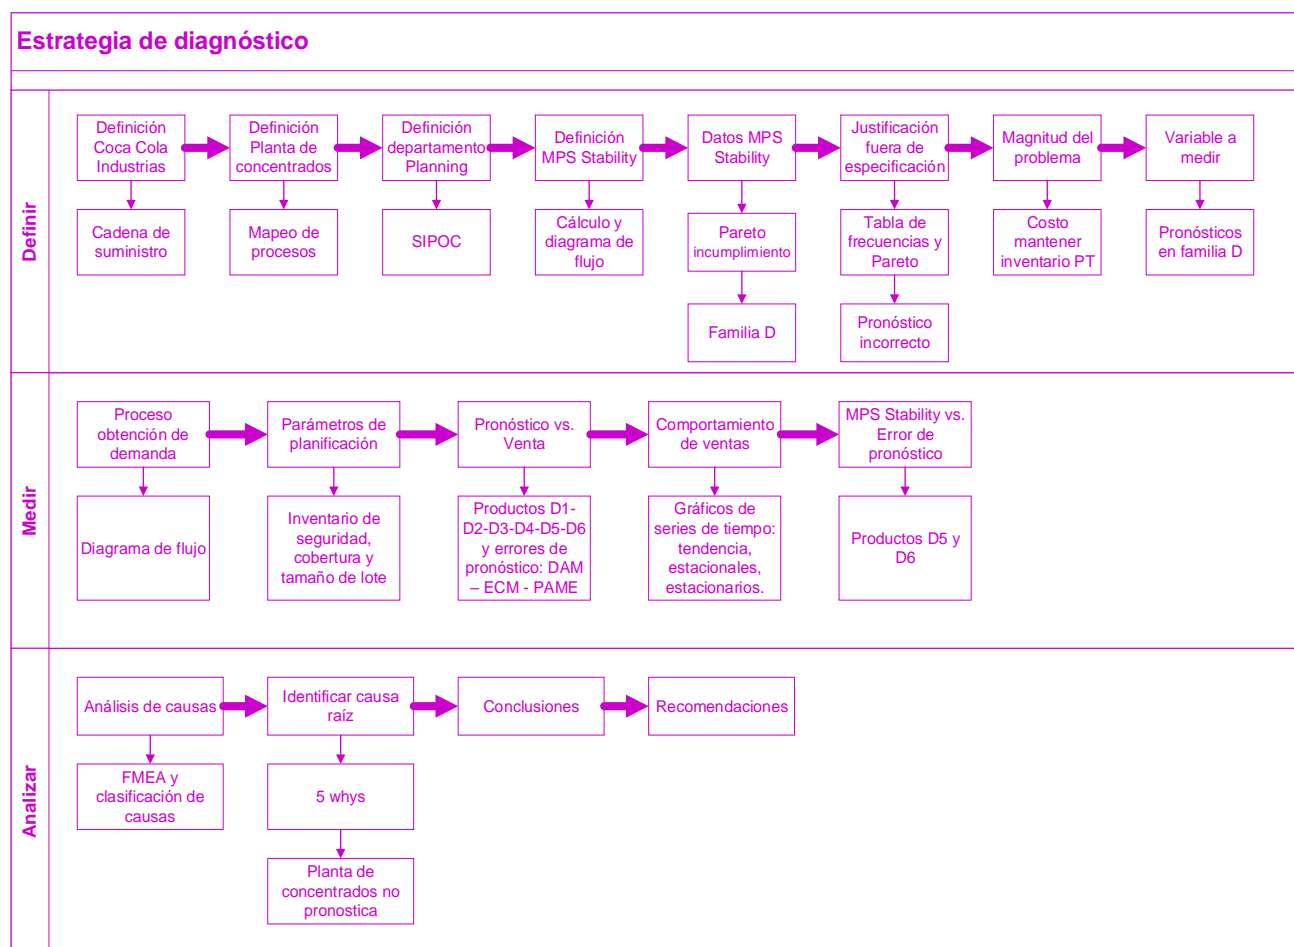 Estrategia de diagnóstico
Definir
Definición
Coca Cola
Industrias
Definición
Planta de
concentrados
Definición
departamento
Planning
Definición
MPS Stability
Datos MPS
Stability
Justificación
fuera de
especificación
Magnitud del
problema
Variable a
medir
Cadena de
suministro
Mapeo de
procesos
SIPOC
Cálculo y
diagrama de
flujo
Pareto
incumplimiento
Tabla de
frecuencias y
Pareto
Costo
mantener
inventario PT
Pronósticos
en familia D
Familia D
Pronóstico
incorrecto
Medir
Proceso
obtención de
demanda
Parámetros de
planificación
Pronóstico vs.
Venta
Comportamiento
de ventas
MPS Stability vs.
Error de
pronóstico
Diagrama de flujo
Inventario de
seguridad,
cobertura y
tamaño de lote
Productos D1-
D2-D3-D4-D5-D6
y errores de
pronóstico: DAM
– ECM - PAME
Gráficos de
series de tiempo:
tendencia,
estacionales,
estacionarios.
Productos D5 y
D6
Analizar
Análisis de causas
Identificar causa
raíz
Conclusiones
Recomendaciones
FMEA y
clasificación de
causas
5 whys
Planta de
concentrados no
pronostica